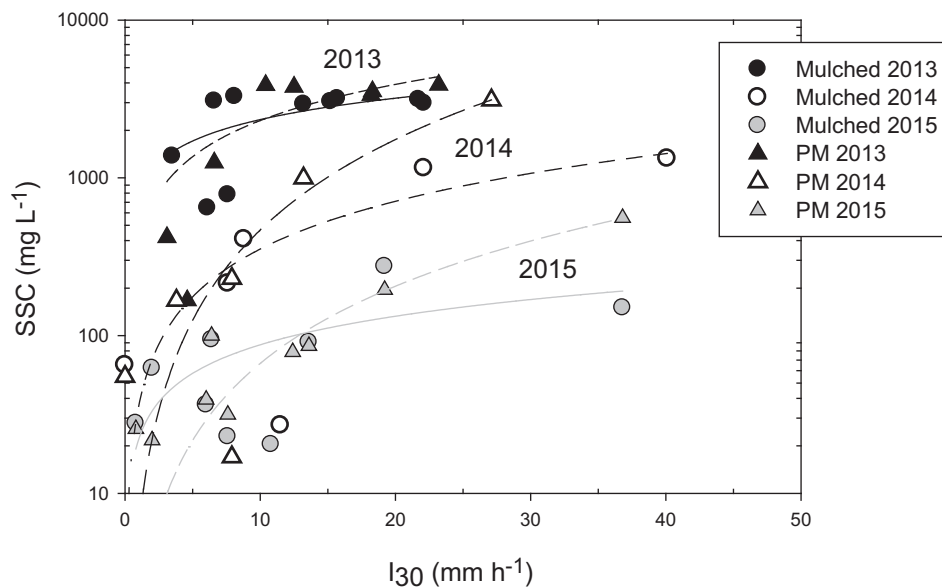 10000
1000
100
10
SSC (mg L-1)
2013
2014
2015
0 10 20 30 40 50
I30 (mm h-1)
Mulched 2013
Mulched 2014
Mulched 2015
PM 2013
PM 2014
PM 2015